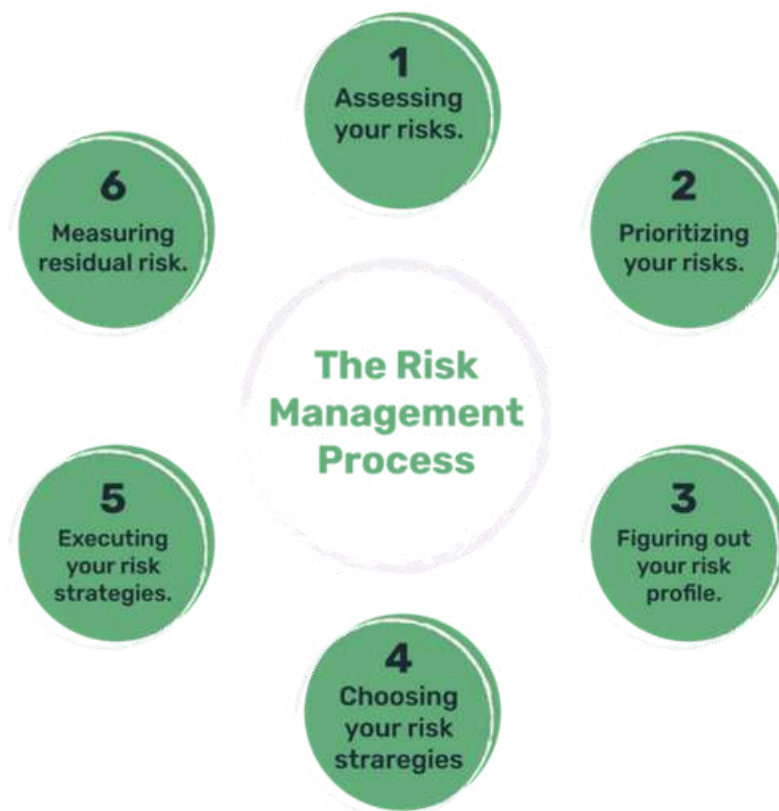 The Risk
Management
Process
1
Assessing
your risks.
2
Prioritizing
your risks.
3
Figuring out
your risk
profile.
4
Choosing
your risk
straregies
5
Executing
your risk
strategies.
6
Measuring
residual risk.